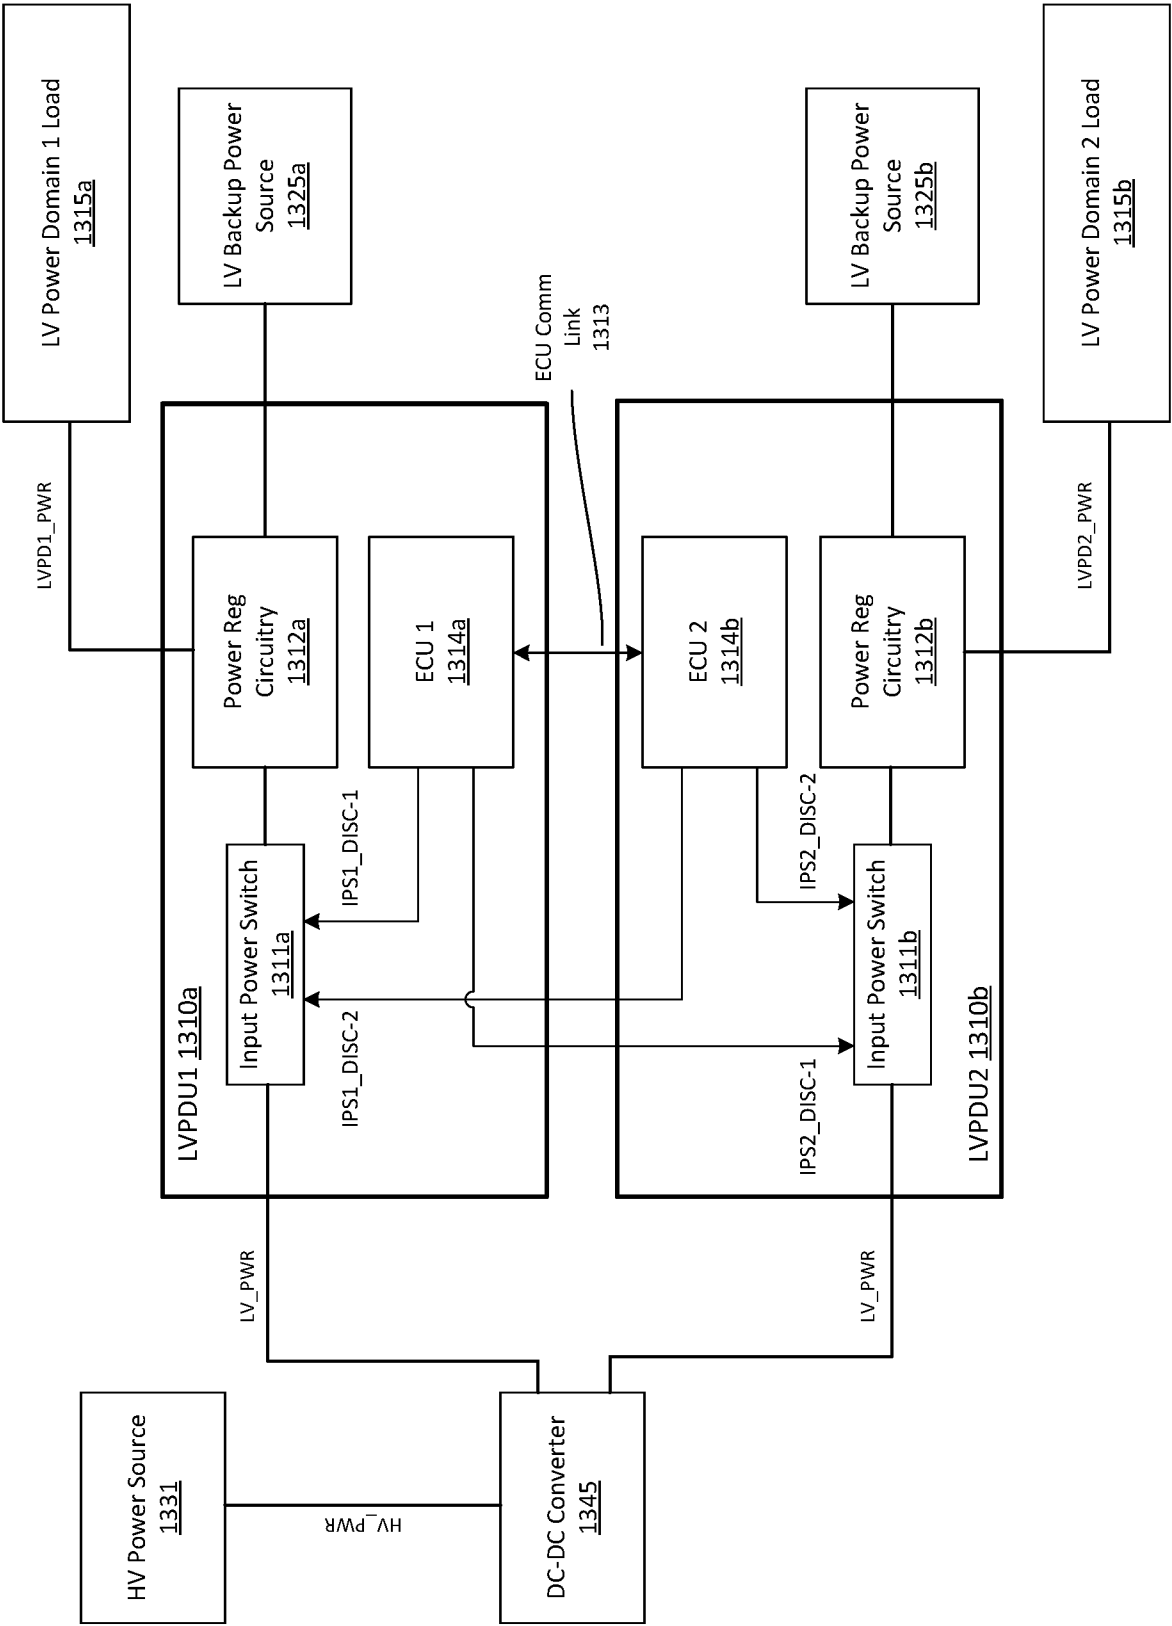 LV Power Domain 1 Load
1315a
LVPD1_PWR
LV Backup Power
Source
1325a
HV Power Source
1331
HV_PWR
DC-DC Converter
1345
LV_PWR
LVPDU1 1310a
Input Power Switch
1311a
Power Reg
Circuitry
1312a
IPS1_DISC-1
IPS1_DISC-2
ECU 1
1314a
ECU Comm
Link
1313
ECU 2
1314b
IPS2_DISC-2
IPS2_DISC-1
LV_PWR
Input Power Switch
1311b
Power Reg
Circuitry
1312b
LVPDU2 1310b
LV Backup Power
Source
1325b
LVPD2_PWR
LV Power Domain 2 Load
1315b